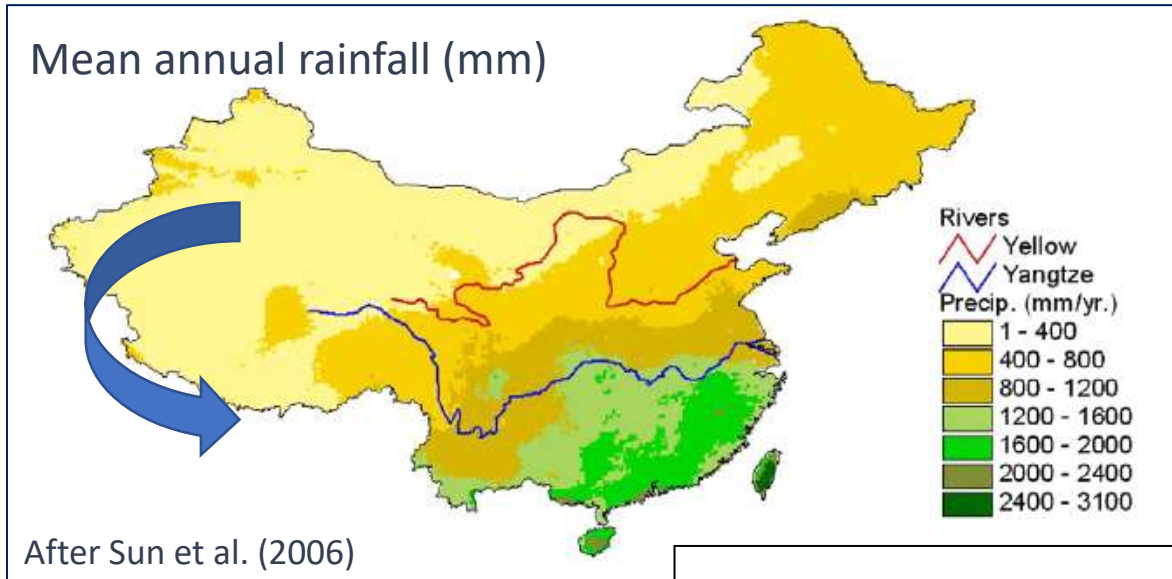 Mean annual rainfall (mm)
Rivers
Yellow
Yangtze
Precip. (mm/yr.)
1 - 400
400 - 800
800 - 1200
1200 - 1600
1600 - 2000
2000 - 2400
2400 - 3100
After Sun et al. (2006)